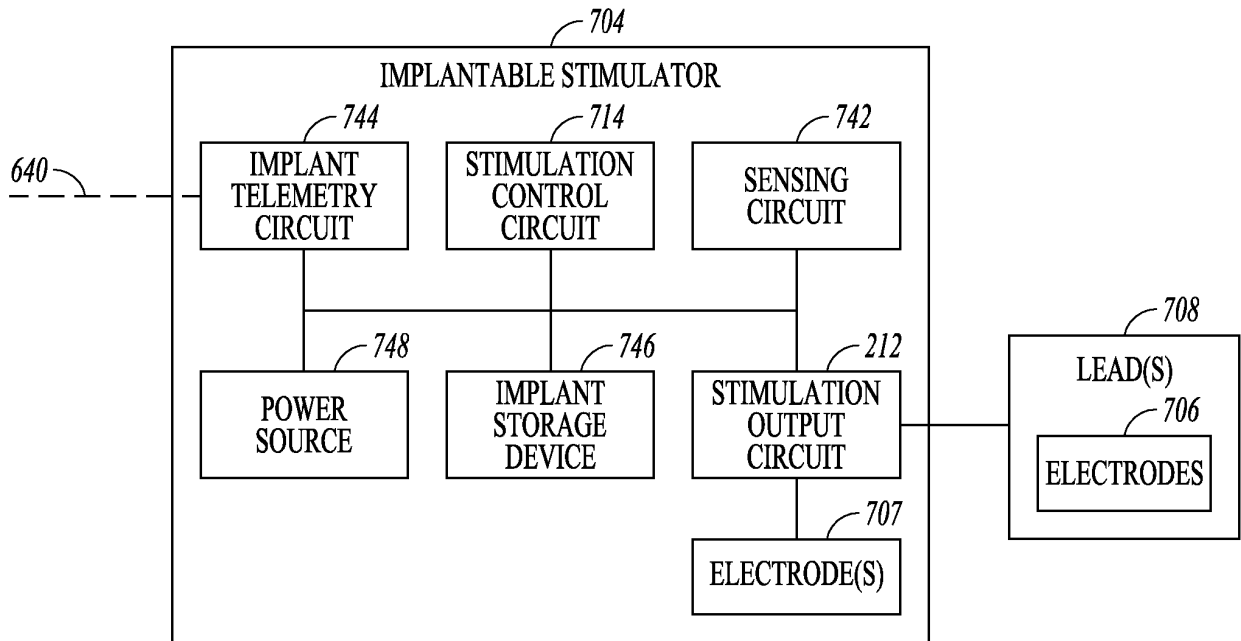 704
IMPLANTABLE STIMULATOR
744
714
742
640
IMPLANT
TELEMETRY
CIRCUIT
STIMULATION
CONTROL
CIRCUIT
SENSING
CIRCUIT
748
746
212
708
POWER
SOURCE
IMPLANT
STORAGE
DEVICE
STIMULATION
OUTPUT
CIRCUIT
LEAD(S)
706
ELECTRODES
707
ELECTRODE(S)